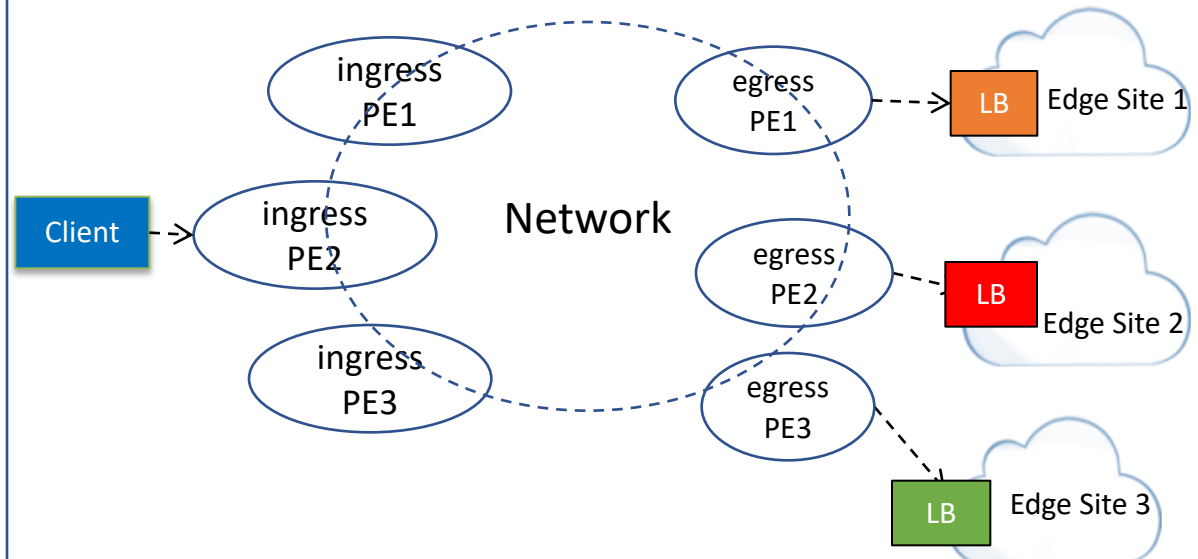 ingress
PE1
egress
PE1
LB
Edge Site 1
Client
ingress
PE2
Network
egress
PE2
LB
Edge Site 2
ingress
PE3
egress
PE3
LB
Edge Site 3